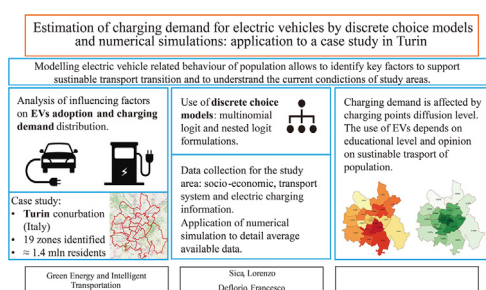 Estimation of charging demand for electric vehicles by discrete choice models
and numerical simulations: application to a case study in Turin
Modelling electric vehicle related behaviour of population allows to identify key factors to support
sustinable transport transition and to understand the current conditions of study areas.
Analysis of influencing factors
on EVs adoption and charging
demand distribution.
Case study:
• Turin conurbation
(Italy)
• 19 zones identified
• ≈ 1.4 mln residents
Use of discrete choice
models: multinomial
logit and nested logit
formulations.
Data collection for the study
area: socio-economic, transport
system and electric charging
information.
Application of numerical
simulation to detail average
available data.
Charging demand is affected by
charging points diffusion level.
The use of EVs depends on
educational level and opinion
on sustinable trasport of
population.
Green Energy and Intelligent
Transportation
Sica, Lorenzo
Deflorio, Francesco